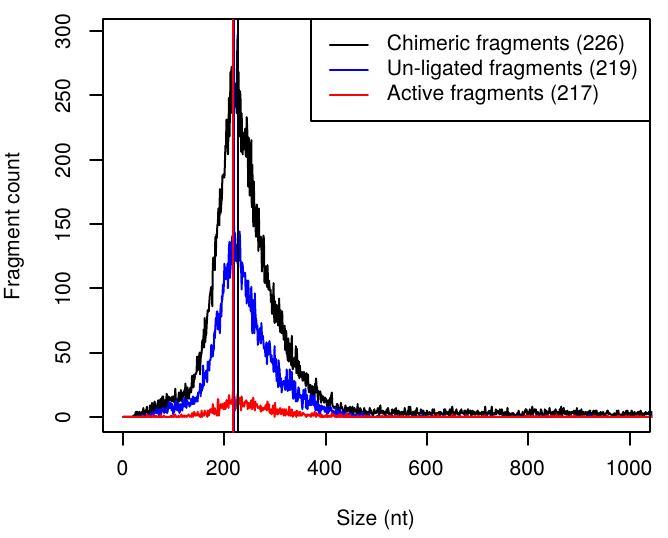 Chimeric fragments (226)
Un-ligated fragments (219)
Active fragments (217)
Fragment count
300
250
200
150
100
50
0
0 200 400 600 800 1000
Size (nt)